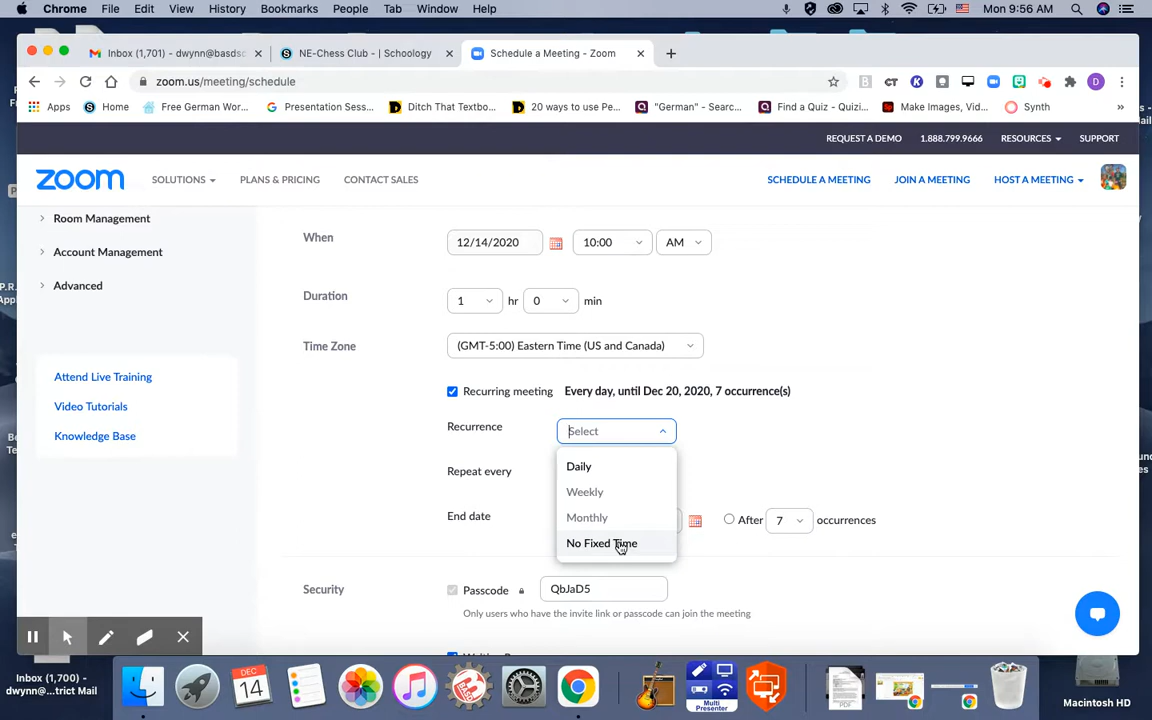 Chrome File Edit View History Bookmarks People Tab Window Help Mon 9:56 AM
Inbox (1,701) - dwynn@basdsc NE-Chess Club - | Schoology Schedule a Meeting - Zoom
zoom.us/meeting/schedule
Apps Home Free German Wor... Presentation Sess... Ditch That Textbo... 20 ways to use Pe... "German" - Search... Find a Quiz - Quizi... Make Images, Vid... Synth »
REQUEST A DEMO 1.888.799.9666 RESOURCES SUPPORT
zoom SOLUTIONS PLANS & PRICING CONTACT SALES SCHEDULE A MEETING JOIN A MEETING HOST A MEETING
Room Management
When 12/14/2020 10:00 AM
Account Management
Advanced
Duration 1 hr 0 min
Time Zone (GMT-5:00) Eastern Time (US and Canada)
Attend Live Training
Recurring meeting Every day, until Dec 20, 2020, 7 occurrence(s)
Video Tutorials
Recurrence Select
Knowledge Base
Daily
Repeat every
Weekly
Monthly
End date After 7 occurrences
No Fixed Time
Security Passcode QbJaD5
Only users who have the invite link or passcode can join the meeting
Inbox (1,701) -
dwynn@...trict Mail
DEC
14
Multi
Presenter
PDF
Macintosh HD